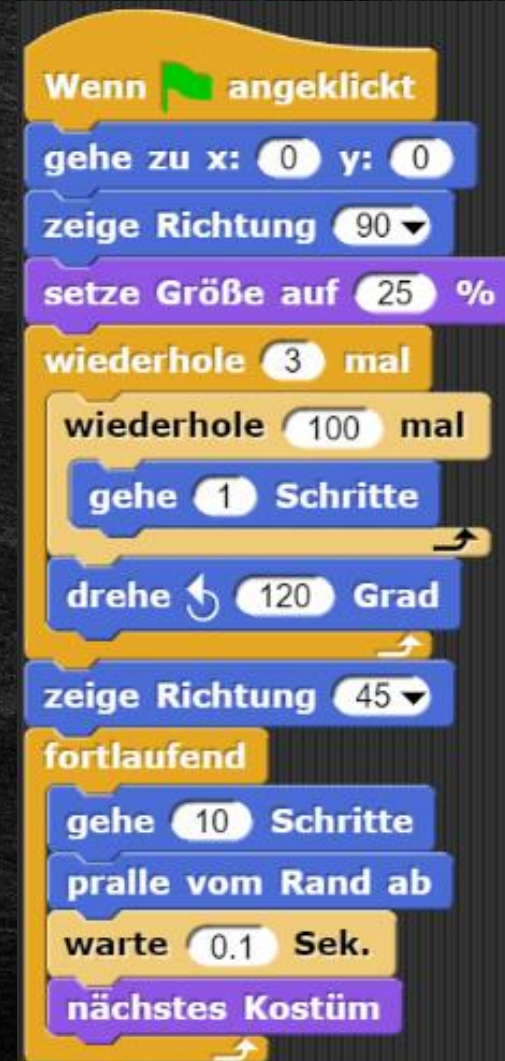 Wenn angeklickt
gehe zu x: 0 y: 0
zeige Richtung 90
setze Größe auf 25 %
wiederhole 3 mal
wiederhole 100 mal
gehe 1 Schritte
drehe 120 Grad
zeige Richtung 45
fortlaufend
gehe 10 Schritte
pralle vom Rand ab
warte 0.1 Sek.
nächstes Kostüm